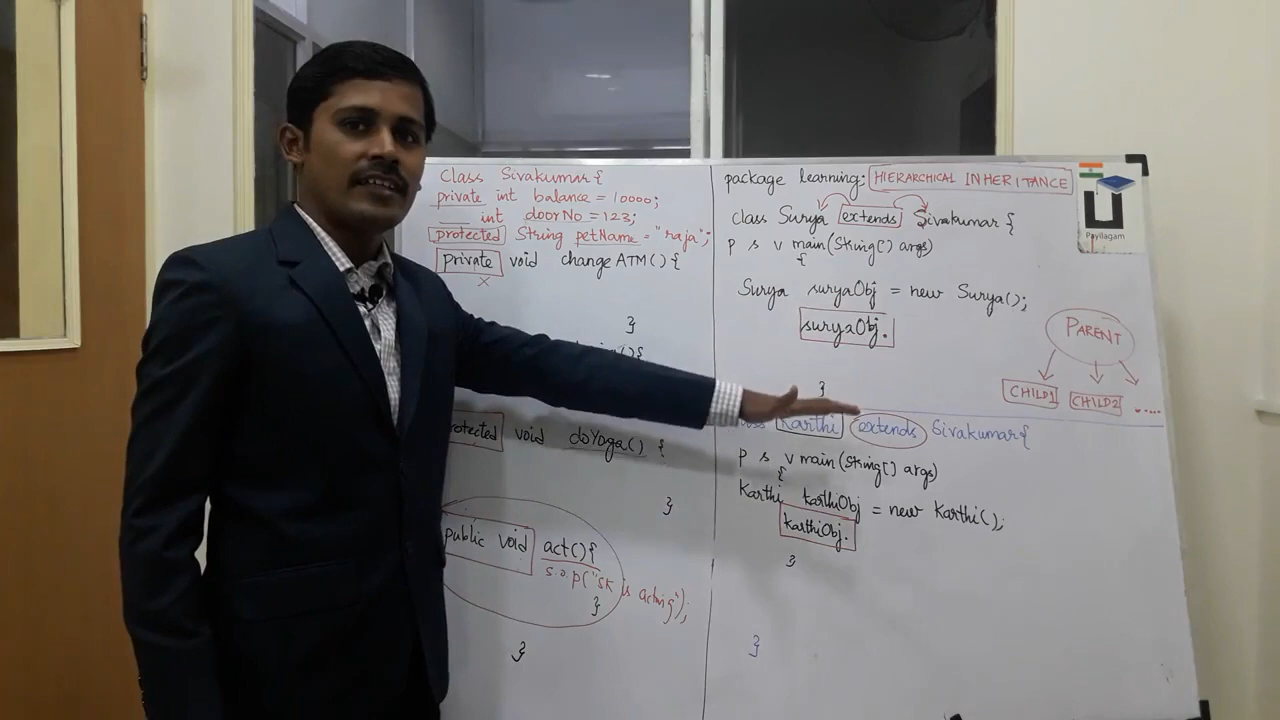 Class Sivakumar{
private int balance = 10000;
int doorNo = 123;
protected String petName = "raja";
private void changeATM() {
x
}
(){
rotected void doYoga() {
}
public void act(){
s.o.p("SK is acting");
}
}
package learning; HIERARCHICAL INHERITANCE
class Surya extends Sivakumar {
p s v main(String[] args)
{
Surya suryaObj = new Surya();
suryaObj.
}
PARENT
CHILD1 CHILD2 .....
Karthi extends Sivakumar{
p s v main(String[] args)
{
Karthi karthiObj = new Karthi();
karthiObj.
}
}
Payilagam